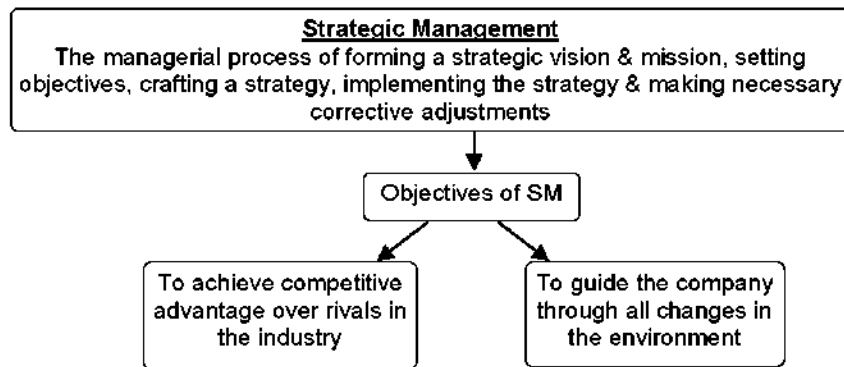 Strategic Management
The managerial process of forming a strategic vision & mission, setting
objectives, crafting a strategy, implementing the strategy & making necessary
corrective adjustments
Objectives of SM
To achieve competitive
advantage over rivals in
the industry
To guide the company
through all changes in
the environment